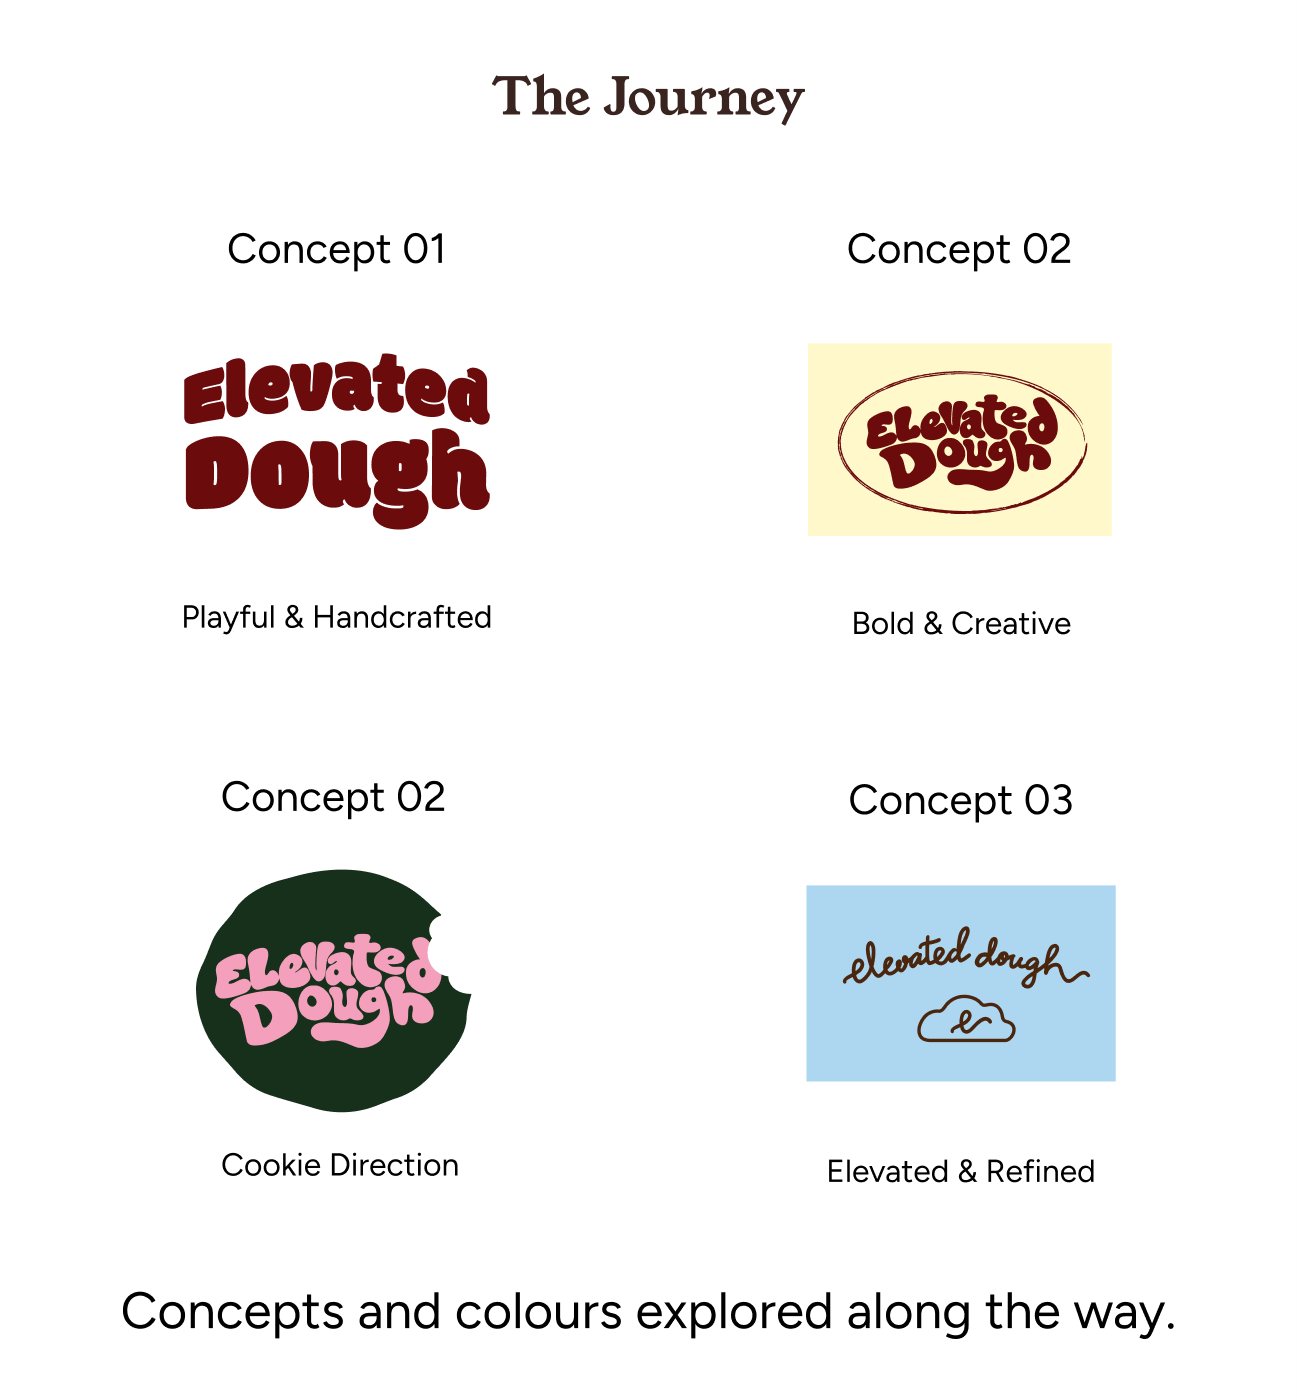 The Journey
Concept 01
Concept 02
Elevated
Dough
Elevated
Dough
Playful & Handcrafted
Bold & Creative
Concept 02
Concept 03
Elevated
Dough
elevated dough
e
Cookie Direction
Elevated & Refined
Concepts and colours explored along the way.